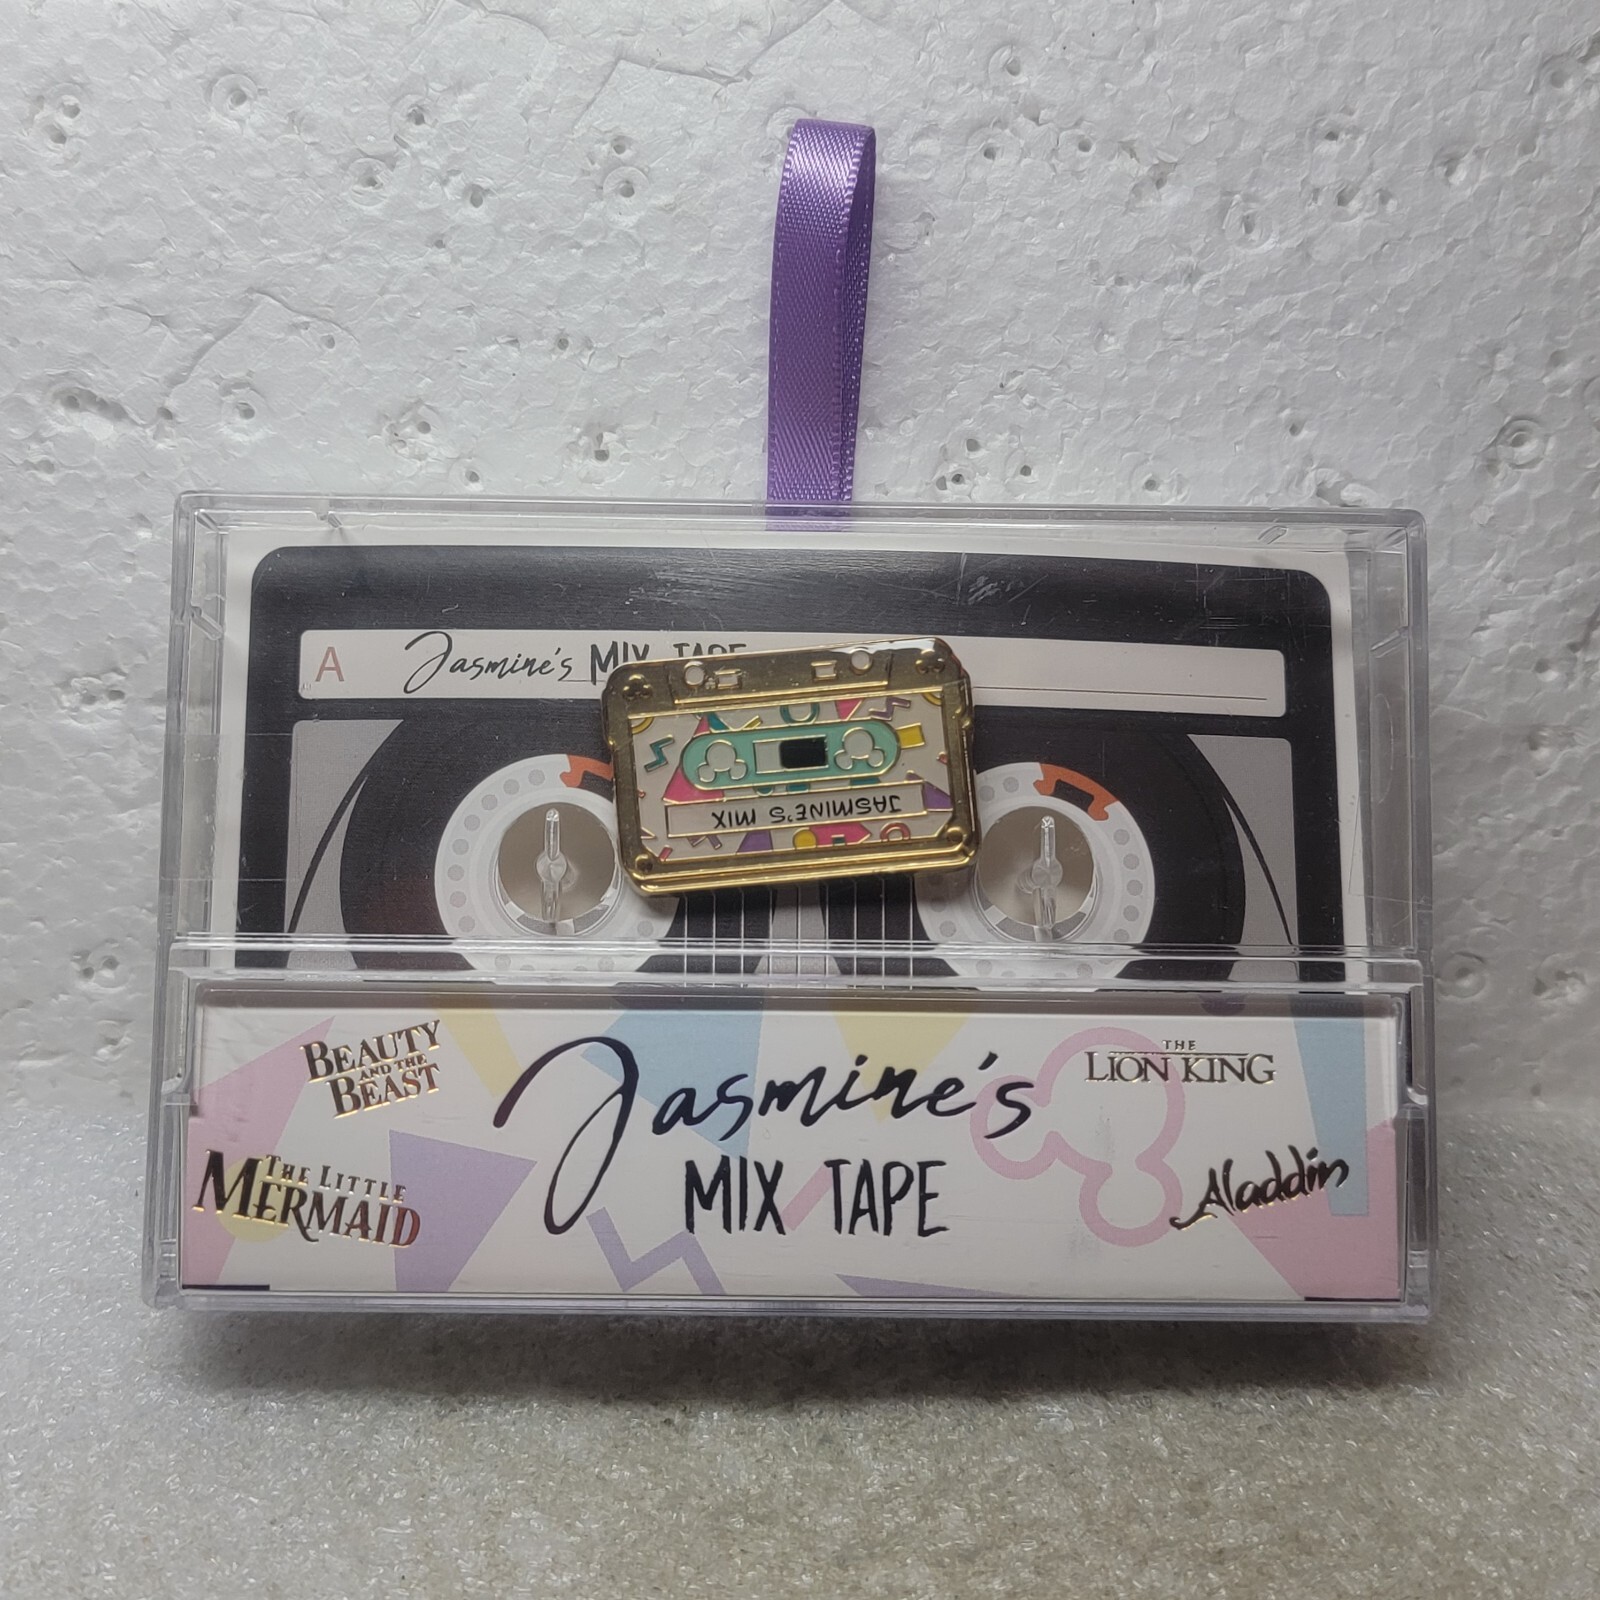 A
Jasmine's MIX TAPE
JASMINE'S MIX
BEAUTY
AND THE
BEAST
THE LITTLE
MERMAID
Jasmine's
MIX TAPE
THE
LION KING
Aladdin